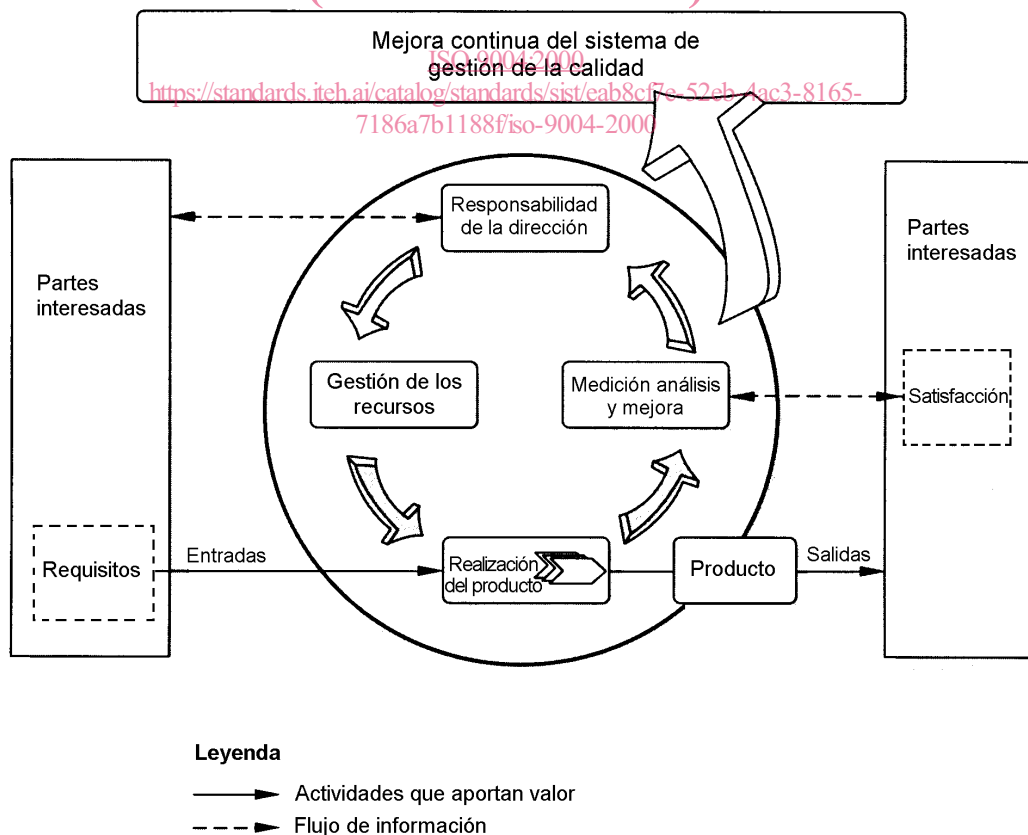 Mejora continua del sistema de
ISO 9004:2000
gestión de la calidad
https://standards.iteh.ai/catalog/standards/sist/eab8cf7e-52eb-4ac3-8165-
7186a7b1188f/iso-9004-2000
Responsabilidad
de la dirección
Partes
interesadas
Partes
interesadas
Gestión de los
recursos
Medición análisis
y mejora
Satisfacción
Requisitos
Entradas
Realización
del producto
Producto
Salidas
Leyenda
Actividades que aportan valor
Flujo de información